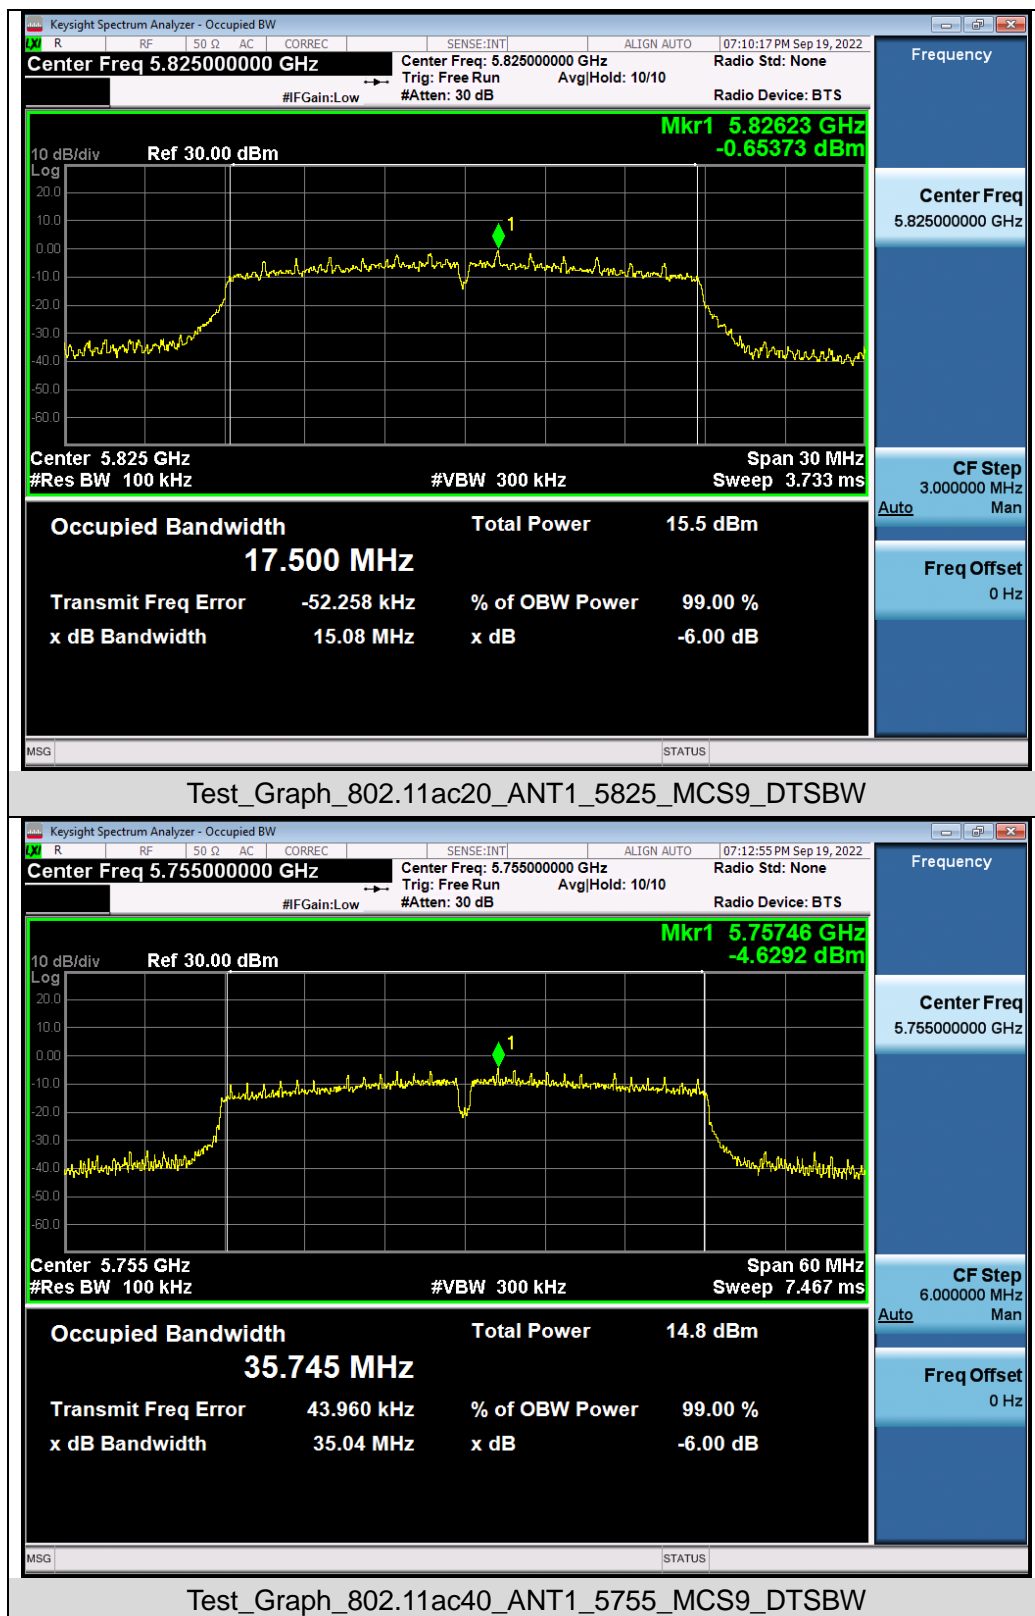 Keysight Spectrum Analyzer - Occupied BW
LXI R RF 50 Ω AC CORREC SENSE:INT ALIGN AUTO 07:10:17 PM Sep 19, 2022
Center Freq 5.825000000 GHz
Center Freq: 5.825000000 GHz
Radio Std: None
Trig: Free Run Avg|Hold: 10/10
#IFGain:Low
#Atten: 30 dB
Radio Device: BTS
Frequency
Mkr1 5.82623 GHz
-0.65373 dBm
10 dB/div Ref 30.00 dBm
Log
20.0
10.0
0.00
-10.0
-20.0
-30.0
-40.0
-50.0
-60.0
1
Center 5.825 GHz Span 30 MHz
#Res BW 100 kHz #VBW 300 kHz Sweep 3.733 ms
Center Freq
5.825000000 GHz
CF Step
3.000000 MHz
Auto Man
Freq Offset
0 Hz
Occupied Bandwidth Total Power 15.5 dBm
17.500 MHz
Transmit Freq Error -52.258 kHz % of OBW Power 99.00 %
x dB Bandwidth 15.08 MHz x dB -6.00 dB
MSG STATUS
Test_Graph_802.11ac20_ANT1_5825_MCS9_DTSBW
Keysight Spectrum Analyzer - Occupied BW
LXI R RF 50 Ω AC CORREC SENSE:INT ALIGN AUTO 07:12:55 PM Sep 19, 2022
Center Freq 5.755000000 GHz
Center Freq: 5.755000000 GHz
Radio Std: None
Trig: Free Run Avg|Hold: 10/10
#IFGain:Low
#Atten: 30 dB
Radio Device: BTS
Frequency
Mkr1 5.75746 GHz
-4.6292 dBm
10 dB/div Ref 30.00 dBm
Log
20.0
10.0
0.00
-10.0
-20.0
-30.0
-40.0
-50.0
-60.0
1
Center 5.755 GHz Span 60 MHz
#Res BW 100 kHz #VBW 300 kHz Sweep 7.467 ms
Center Freq
5.755000000 GHz
CF Step
6.000000 MHz
Auto Man
Freq Offset
0 Hz
Occupied Bandwidth Total Power 14.8 dBm
35.745 MHz
Transmit Freq Error 43.960 kHz % of OBW Power 99.00 %
x dB Bandwidth 35.04 MHz x dB -6.00 dB
MSG STATUS
Test_Graph_802.11ac40_ANT1_5755_MCS9_DTSBW